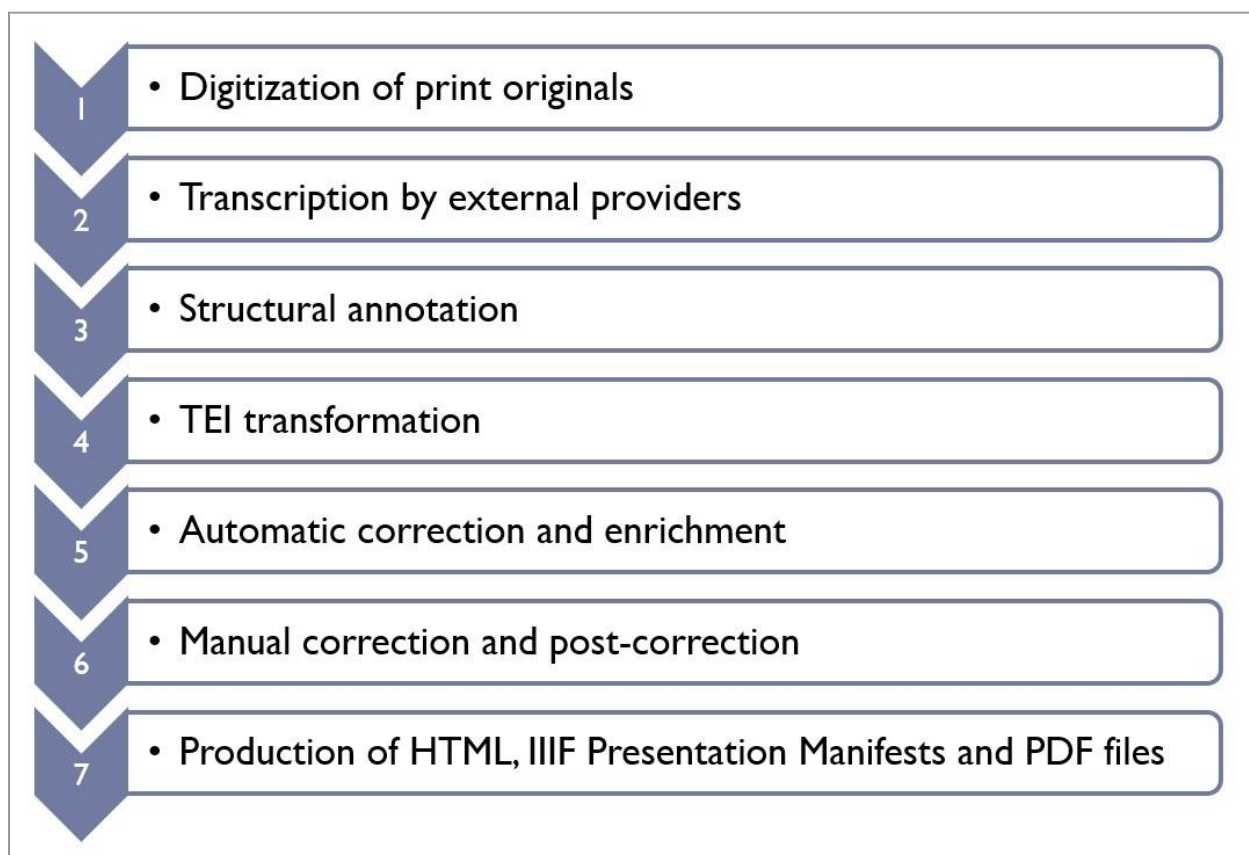 1 • Digitization of print originals
2 • Transcription by external providers
3 • Structural annotation
4 • TEI transformation
5 • Automatic correction and enrichment
6 • Manual correction and post-correction
7 • Production of HTML, IIIF Presentation Manifests and PDF files